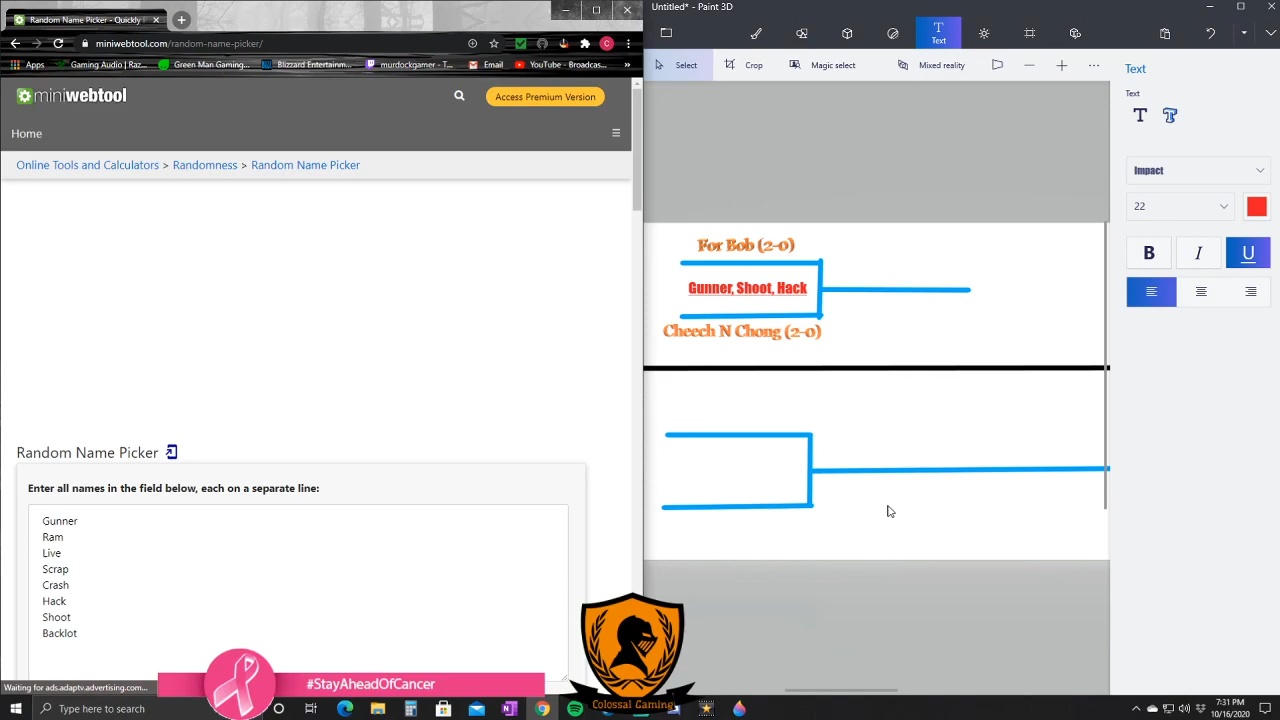 Random Name Picker - Quickly
miniwebtool.com/random-name-picker/
Apps
Gaming Audio | Raz...
Green Man Gaming...
Blizzard Entertainm...
murdockgamer - T...
Email
YouTube - Broadcas...
»
miniwebtool
Access Premium Version
Home
Online Tools and Calculators > Randomness > Random Name Picker
Random Name Picker
Enter all names in the field below, each on a separate line:
Gunner
Ram
Live
Scrap
Crash
Hack
Shoot
Backlot
Waiting for ads.adaptv.advertising.com...
#StayAheadOfCancer
Colossal Gaming
Type here to search
Untitled* - Paint 3D
Text
Select
Crop
Magic select
Mixed reality
Text
Text
Impact
22
B
I
U
For Bob (2-0)
Gunner, Shoot, Hack
Cheech N Chong (2-0)
7:31 PM
10/16/2020